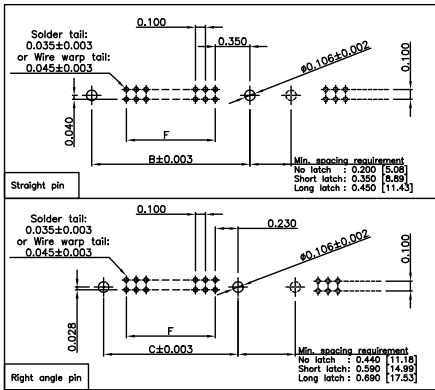 Solder tail:
0.035±0.003
or Wire warp tail:
0.045±0.003
0.100
0.350
ø0.106±0.002
0.100
0.040
F
B±0.003
Straight pin
Min. spacing requirement
No latch : 0.200 [5.08]
Short latch: 0.350 [8.89]
Long latch : 0.450 [11.43]
Solder tail:
0.035±0.003
or Wire warp tail:
0.045±0.003
0.100
0.230
ø0.106±0.002
0.100
0.028
F
C±0.003
Right angle pin
Min. spacing requirement
No latch : 0.440 [11.18]
Short latch: 0.590 [14.99]
Long latch : 0.690 [17.53]